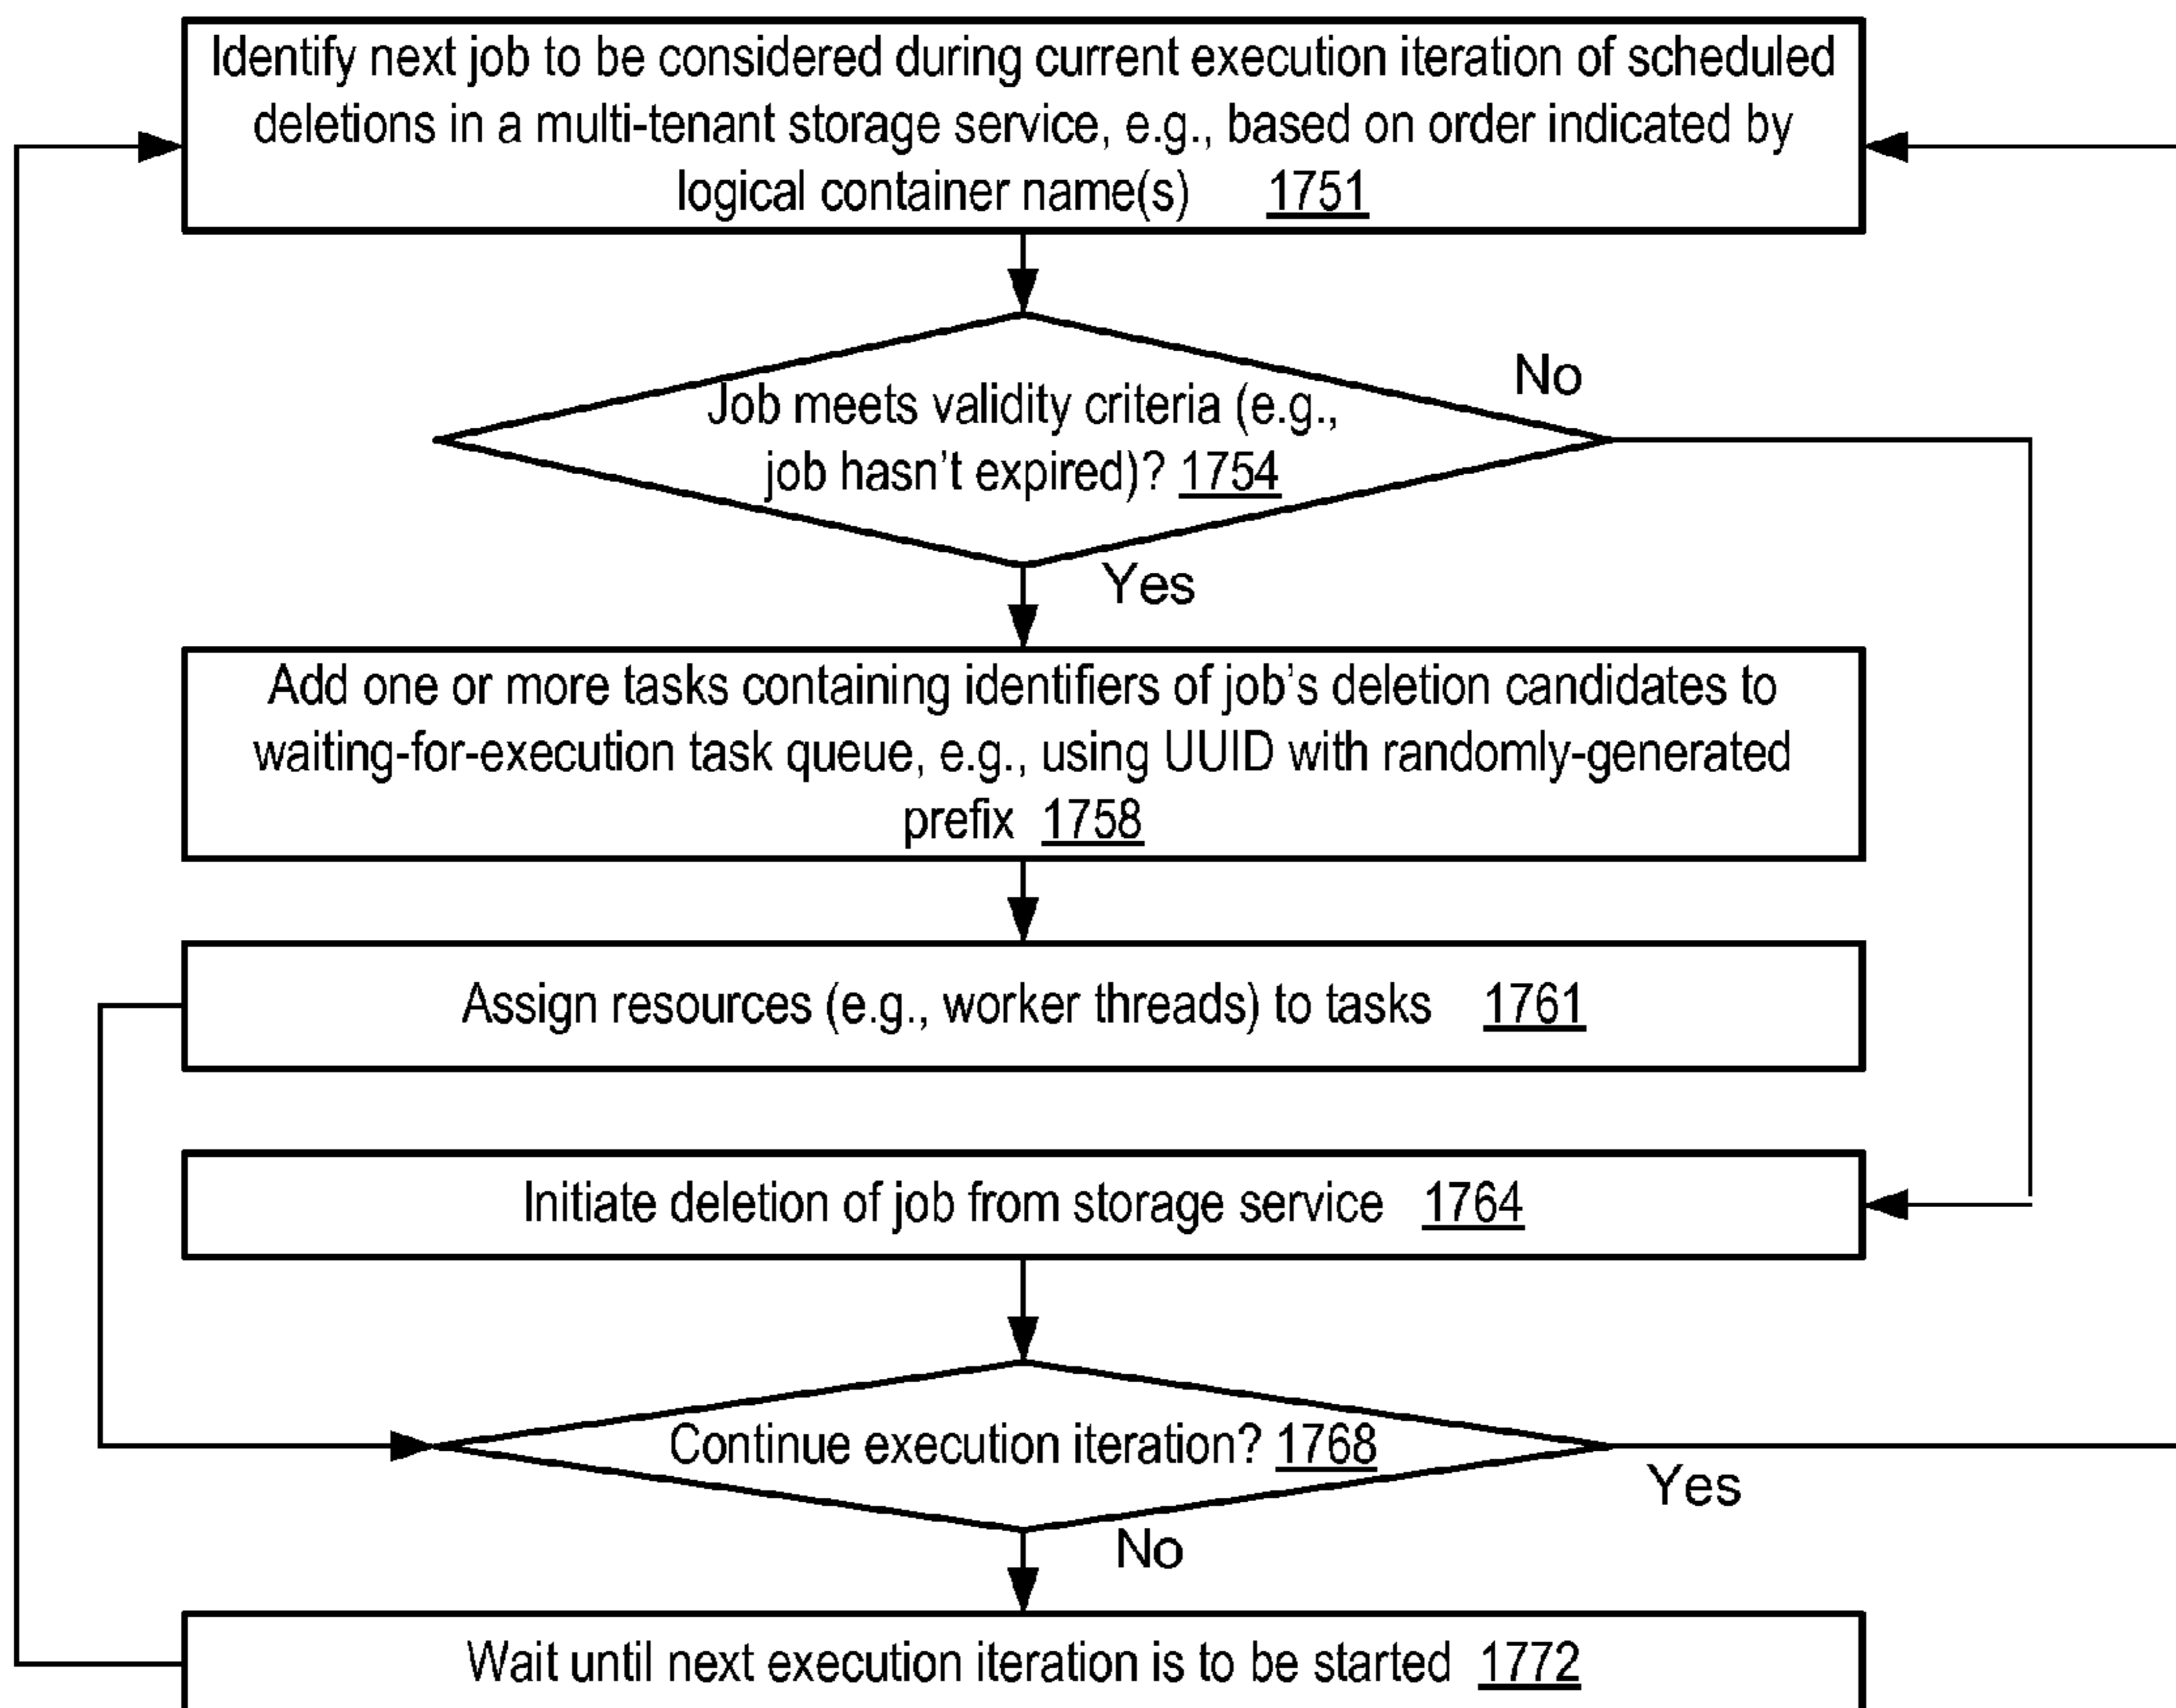 Identify next job to be considered during current execution iteration of scheduled
deletions in a multi-tenant storage service, e.g., based on order indicated by
logical container name(s) 1751
No
Job meets validity criteria (e.g.,
job hasn't expired)? 1754
Yes
Add one or more tasks containing identifiers of job's deletion candidates to
waiting-for-execution task queue, e.g., using UUID with randomly-generated
prefix 1758
Assign resources (e.g., worker threads) to tasks 1761
Initiate deletion of job from storage service 1764
Continue execution iteration? 1768
Yes
No
Wait until next execution iteration is to be started 1772